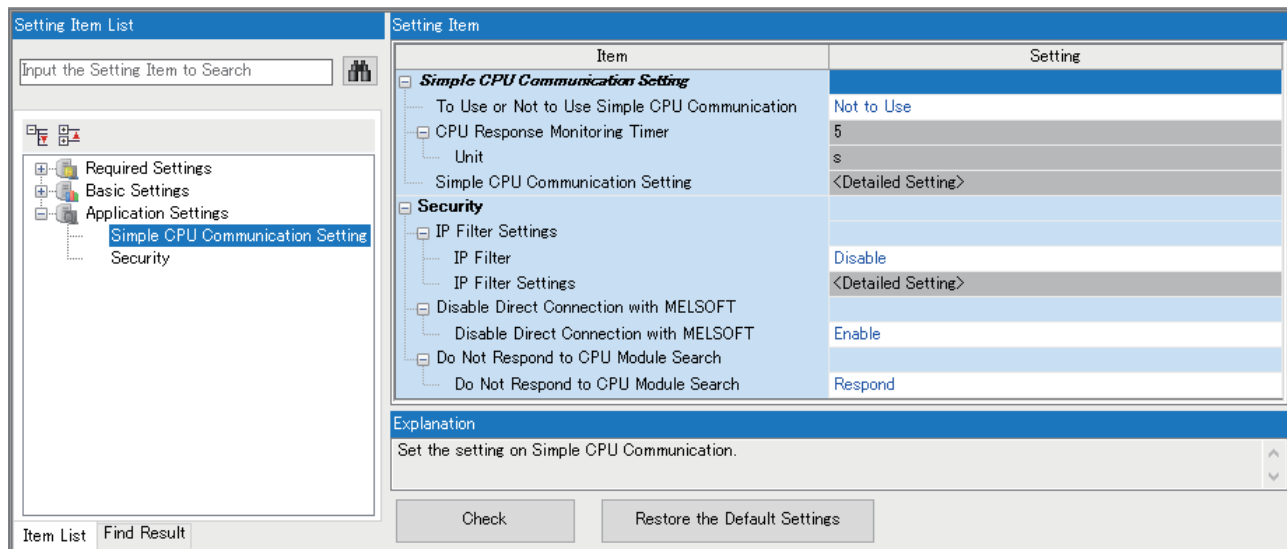 Setting Item List
Input the Setting Item to Search
Required Settings
Basic Settings
Application Settings
Simple CPU Communication Setting
Security
Item List Find Result
Setting Item
Item Setting
Simple CPU Communication Setting
To Use or Not to Use Simple CPU Communication Not to Use
CPU Response Monitoring Timer 5
Unit s
Simple CPU Communication Setting <Detailed Setting>
Security
IP Filter Settings
IP Filter Disable
IP Filter Settings <Detailed Setting>
Disable Direct Connection with MELSOFT
Disable Direct Connection with MELSOFT Enable
Do Not Respond to CPU Module Search
Do Not Respond to CPU Module Search Respond
Explanation
Set the setting on Simple CPU Communication.
Check Restore the Default Settings